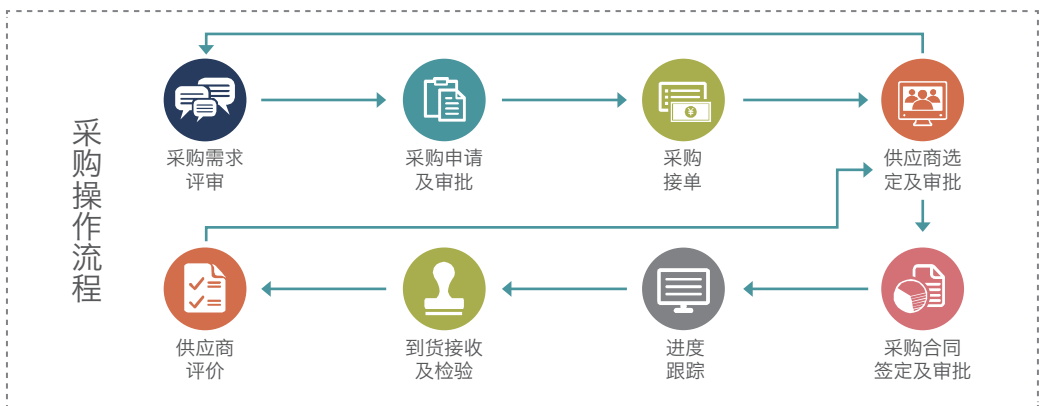 采购操作流程
采购需求
评审
采购申请
及审批
采购
接单
供应商选
定及审批
供应商
评价
到货接收
及检验
进度
跟踪
采购合同
签定及审批
¥